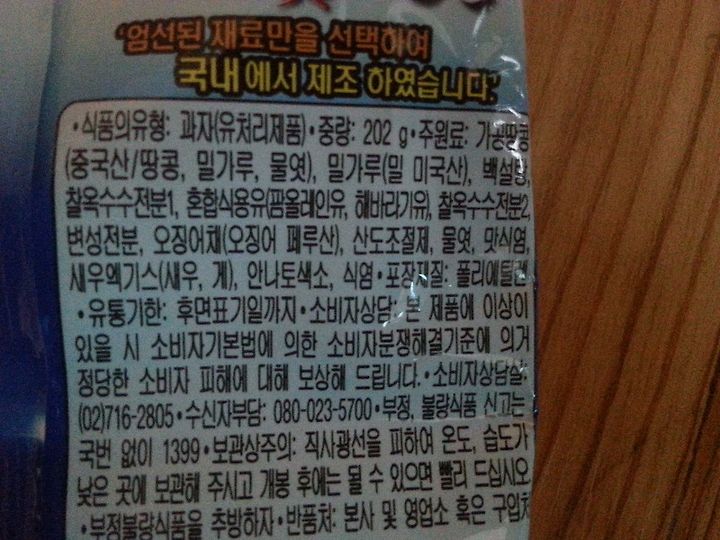 '엄선된 재료만을 선택하여
국내에서 제조 하였습니다.'
•식품의유형: 과자(유처리제품)•중량: 202 g•주원료: 가공땅콩
(중국산/땅콩, 밀가루, 물엿), 밀가루(밀 미국산), 백설탕,
찰옥수수전분1, 혼합식용유(팜올레인유, 해바라기유), 찰옥수수전분2,
변성전분, 오징어채(오징어 페루산), 산도조절제, 물엿, 맛식염,
새우엑기스(새우, 게), 안나토색소, 식염•포장재질: 폴리에틸렌
•유통기한: 후면표기일까지•소비자상담: 본 제품에 이상이
있을 시 소비자기본법에 의한 소비자분쟁해결기준에 의거
정당한 소비자 피해에 대해 보상해 드립니다.•소비자상담실:
(02)716-2805•수신자부담: 080-023-5700•부정, 불량식품 신고는
국번 없이 1399•보관상주의: 직사광선을 피하여 온도, 습도가
낮은 곳에 보관해 주시고 개봉 후에는 될 수 있으면 빨리 드십시오
•부정불량식품을 추방하자•반품처: 본사 및 영업소 혹은 구입처